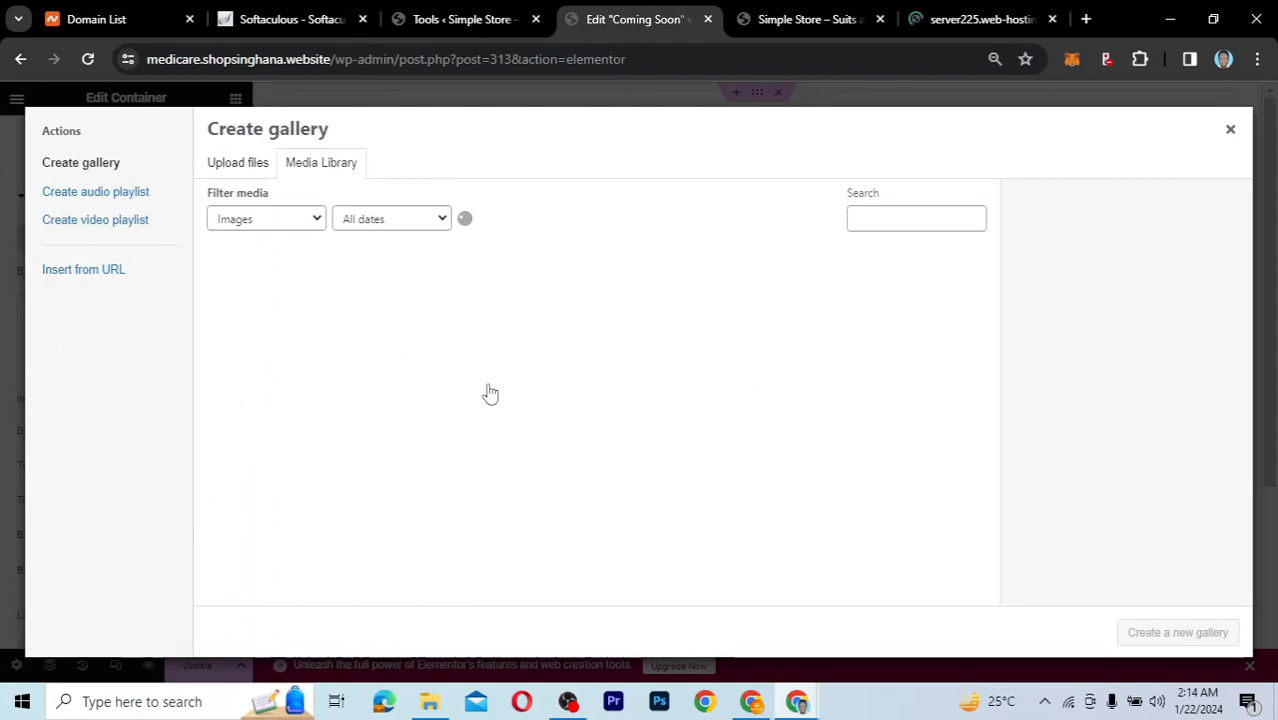 Domain List
Softaculous - Softacu
Tools ‹ Simple Store —
Edit "Coming Soon"
Simple Store – Suits a
server225.web-hostin
medicare.shopsinghana.website/wp-admin/post.php?post=313&action=elementor
Edit Container
Actions
Create gallery
Create gallery
Upload files
Media Library
Create audio playlist
Filter media
Search
Images
All dates
Create video playlist
Insert from URL
Create a new gallery
Update
Unleash the full power of Elementor's features and web creation tools.
Upgrade Now
Type here to search
Pr
Ps
25°C
2:14 AM
1/22/2024
1